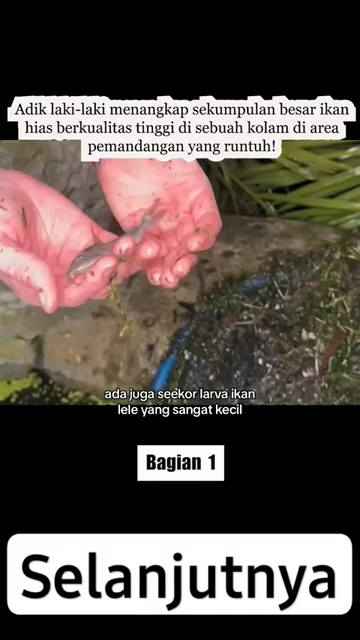 Adik laki-laki menangkap sekumpulan besar ikan
hias berkualitas tinggi di sebuah kolam di area
pemandangan yang runtuh!
ada juga seekor larva ikan
lele yang sangat kecil
Bagian 1
Selanjutnya